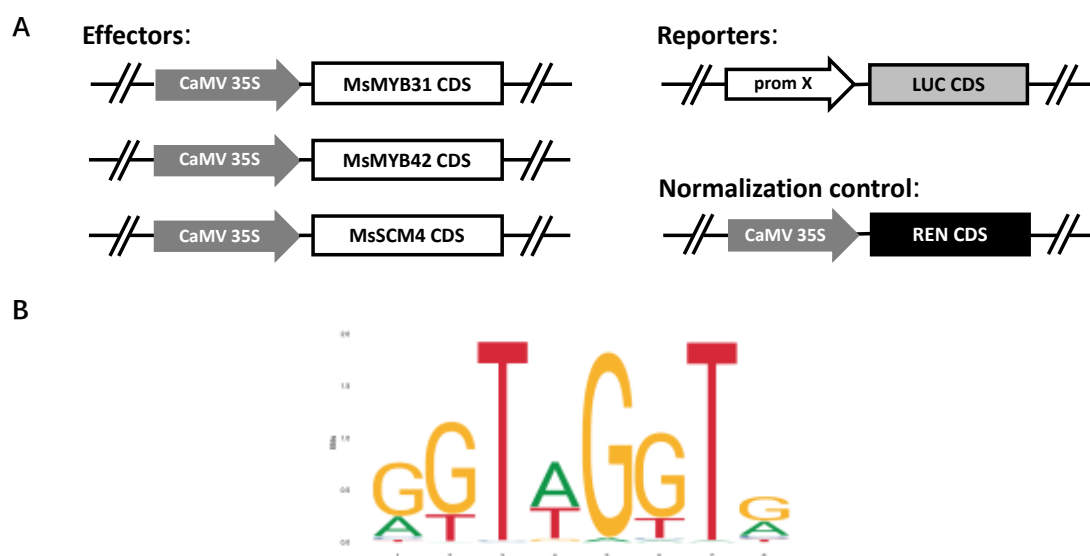 A
Effectors:
CaMV 35S MsMYB31 CDS
CaMV 35S MsMYB42 CDS
CaMV 35S MsSCM4 CDS
Reporters:
prom X LUC CDS
Normalization control:
CaMV 35S REN CDS
B
G G T A G G T G
A T T T A